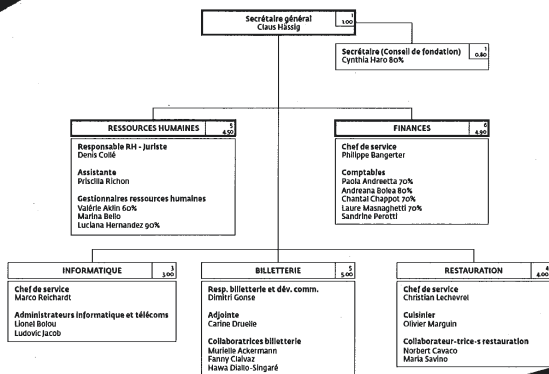 Secrétaire général
Claus Hässig
1
1.00
Secrétaire (Conseil de fondation)
Cynthia Haro 80%
1
0.80
RESSOURCES HUMAINES
5
4.50
Responsable RH - Juriste
Denis Collé
Assistante
Priscilla Richon
Gestionnaires ressources humaines
Valérie Aklin 60%
Marina Bello
Luciana Hernandez 90%
FINANCES
6
4.90
Chef de service
Philippe Bangerter
Comptables
Paola Andreetta 70%
Andreana Bolea 80%
Chantal Chappot 70%
Laure Masnaghetti 70%
Sandrine Perotti
INFORMATIQUE
3
3.00
Chef de service
Marco Reichardt
Administrateurs informatique et télécoms
Lionel Bolou
Ludovic Jacob
BILLETTERIE
5
5.00
Resp. billetterie et dév. comm.
Dimitri Gonse
Adjointe
Carine Druelle
Collaboratrices billetterie
Murielle Ackermann
Fanny Clalvaz
Hawa Diallo-Singaré
RESTAURATION
4
4.00
Chef de service
Christian Lechevrel
Cuisinier
Olivier Marguin
Collaborateur-trice-s restauration
Norbert Cavaco
Maria Savino